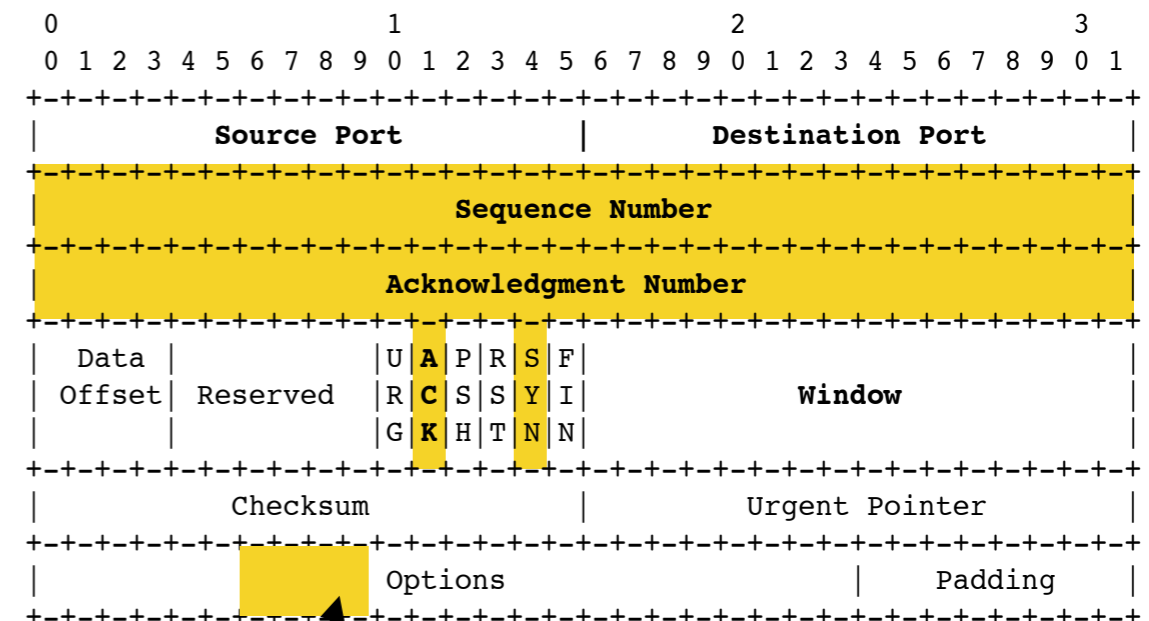 0                   1                   2                   3
0 1 2 3 4 5 6 7 8 9 0 1 2 3 4 5 6 7 8 9 0 1 2 3 4 5 6 7 8 9 0 1
+-+-+-+-+-+-+-+-+-+-+-+-+-+-+-+-+-+-+-+-+-+-+-+-+-+-+-+-+-+-+-+-+
|          Source Port          |       Destination Port        |
+-+-+-+-+-+-+-+-+-+-+-+-+-+-+-+-+-+-+-+-+-+-+-+-+-+-+-+-+-+-+-+-+
|                        Sequence Number                        |
+-+-+-+-+-+-+-+-+-+-+-+-+-+-+-+-+-+-+-+-+-+-+-+-+-+-+-+-+-+-+-+-+
|                    Acknowledgment Number                      |
+-+-+-+-+-+-+-+-+-+-+-+-+-+-+-+-+-+-+-+-+-+-+-+-+-+-+-+-+-+-+-+-+
|  Data |           |U|A|P|R|S|F|                               |
| Offset| Reserved  |R|C|S|S|Y|I|            Window             |
|       |           |G|K|H|T|N|N|                               |
+-+-+-+-+-+-+-+-+-+-+-+-+-+-+-+-+-+-+-+-+-+-+-+-+-+-+-+-+-+-+-+-+
|           Checksum            |         Urgent Pointer        |
+-+-+-+-+-+-+-+-+-+-+-+-+-+-+-+-+-+-+-+-+-+-+-+-+-+-+-+-+-+-+-+-+
|                    Options                    |    Padding    |
+-+-+-+-+-+-+-+-+-+-+-+-+-+-+-+-+-+-+-+-+-+-+-+-+-+-+-+-+-+-+-+-+